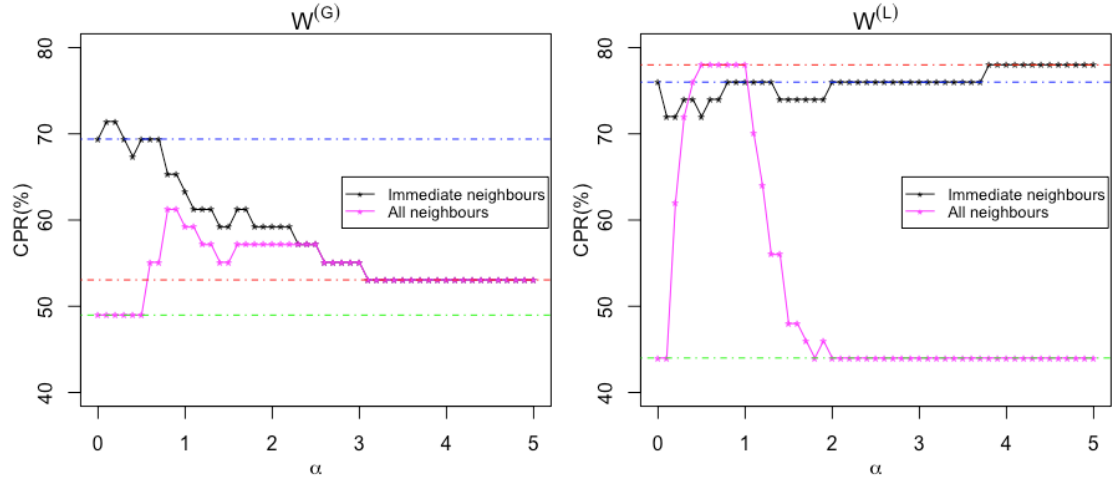 W(G)
CPR(%)
80
70
60
50
40
Immediate neighbours
All neighbours
0 1 2 3 4 5
α
W(L)
CPR(%)
80
70
60
50
40
Immediate neighbours
All neighbours
0 1 2 3 4 5
α